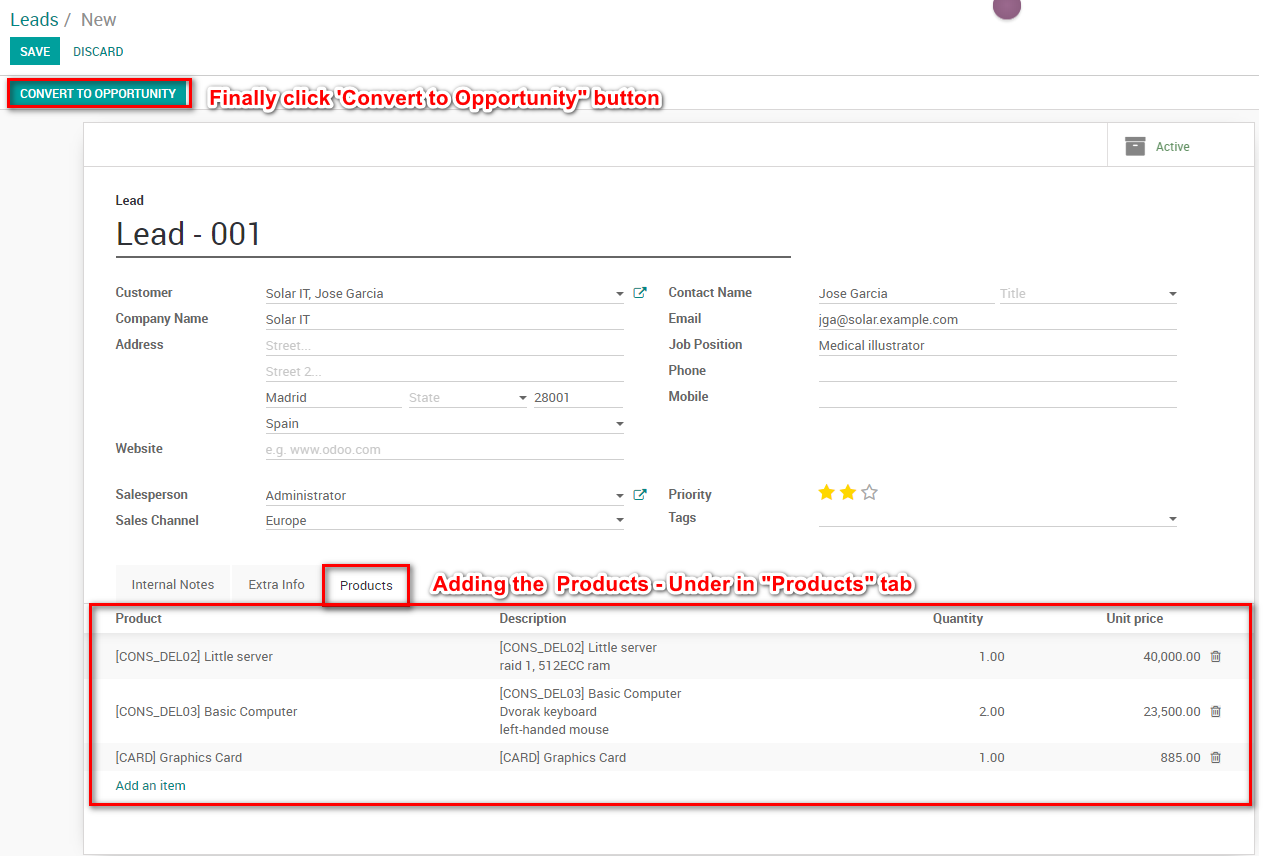 Leads / New
SAVE DISCARD
CONVERT TO OPPORTUNITY Finally click 'Convert to Opportunity" button
Active
Lead
Lead - 001
Customer Solar IT, Jose Garcia Contact Name Jose Garcia Title
Company Name Solar IT Email jga@solar.example.com
Address Street... Job Position Medical illustrator
Street 2... Phone
Madrid State 28001 Mobile
Spain
Website e.g. www.odoo.com
Salesperson Administrator Priority
Sales Channel Europe Tags
Internal Notes Extra Info Products Adding the Products - Under in "Products" tab
Product Description Quantity Unit price
[CONS_DEL02] Little server [CONS_DEL02] Little server 1.00 40,000.00
raid 1, 512ECC ram
[CONS_DEL03] Basic Computer [CONS_DEL03] Basic Computer 2.00 23,500.00
Dvorak keyboard
left-handed mouse
[CARD] Graphics Card [CARD] Graphics Card 1.00 885.00
Add an item